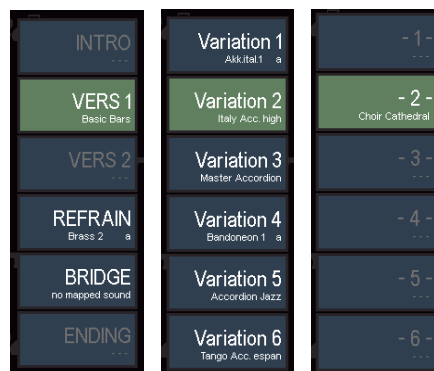 INTRO
- - -
VERS 1
Basic Bars
VERS 2
- - -
REFRAIN
Brass 2 a
BRIDGE
no mapped sound
ENDING
- - -
Variation 1
Akk.ital.1 a
Variation 2
Italy Acc. high
Variation 3
Master Accordion
Variation 4
Bandoneon 1 a
Variation 5
Accordion Jazz
Variation 6
Tango Acc. espan
- 1 -
- - -
- 2 -
Choir Cathedral
- 3 -
- - -
- 4 -
- - -
- 5 -
- - -
- 6 -
- - -